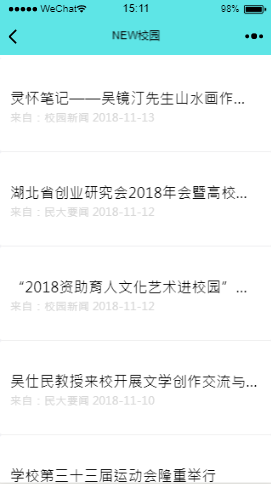 WeChat 15:11 98%
NEW校园
灵怀笔记——吴镜汀先生山水画作...
来自：校园新闻 2018-11-13
湖北省创业研究会2018年会暨高校...
来自：民大要闻 2018-11-12
“2018资助育人文化艺术进校园”...
来自：校园新闻 2018-11-12
吴仕民教授来校开展文学创作交流与...
来自：民大要闻 2018-11-10
学校第三十三届运动会隆重举行